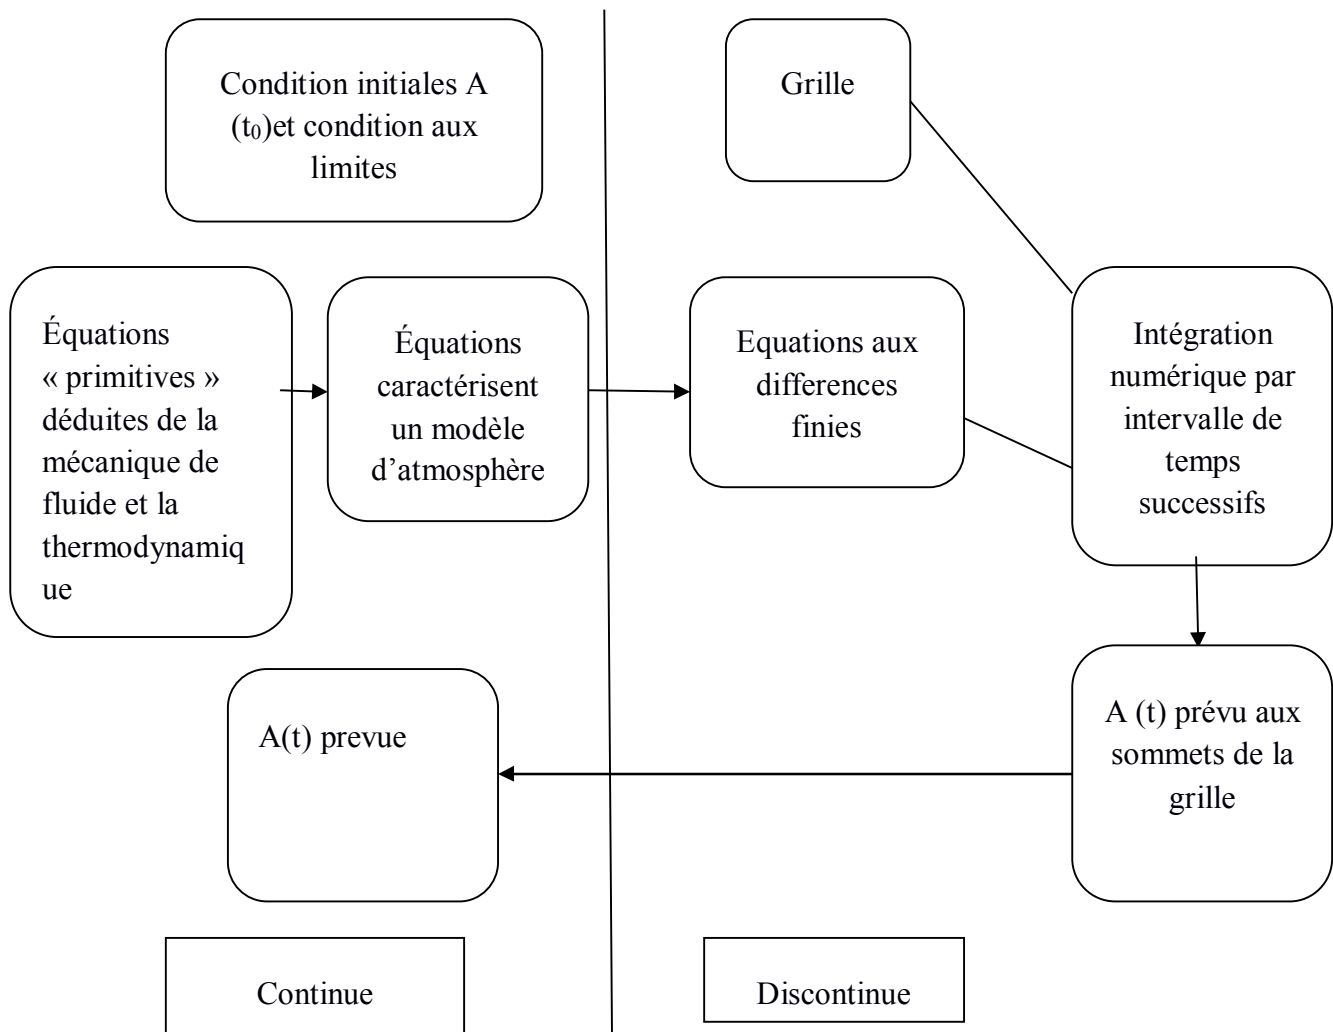 Condition initiales A
(t₀)et condition aux
limites
Grille
Équations
« primitives »
déduites de la
mécanique de
fluide et la
thermodynamiq
ue
Équations
caractérisent
un modèle
d’atmosphère
Equations aux
differences
finies
Intégration
numérique par
intervalle de
temps
successifs
A(t) prevue
A (t) prévu aux
sommets de la
grille
Continue
Discontinue